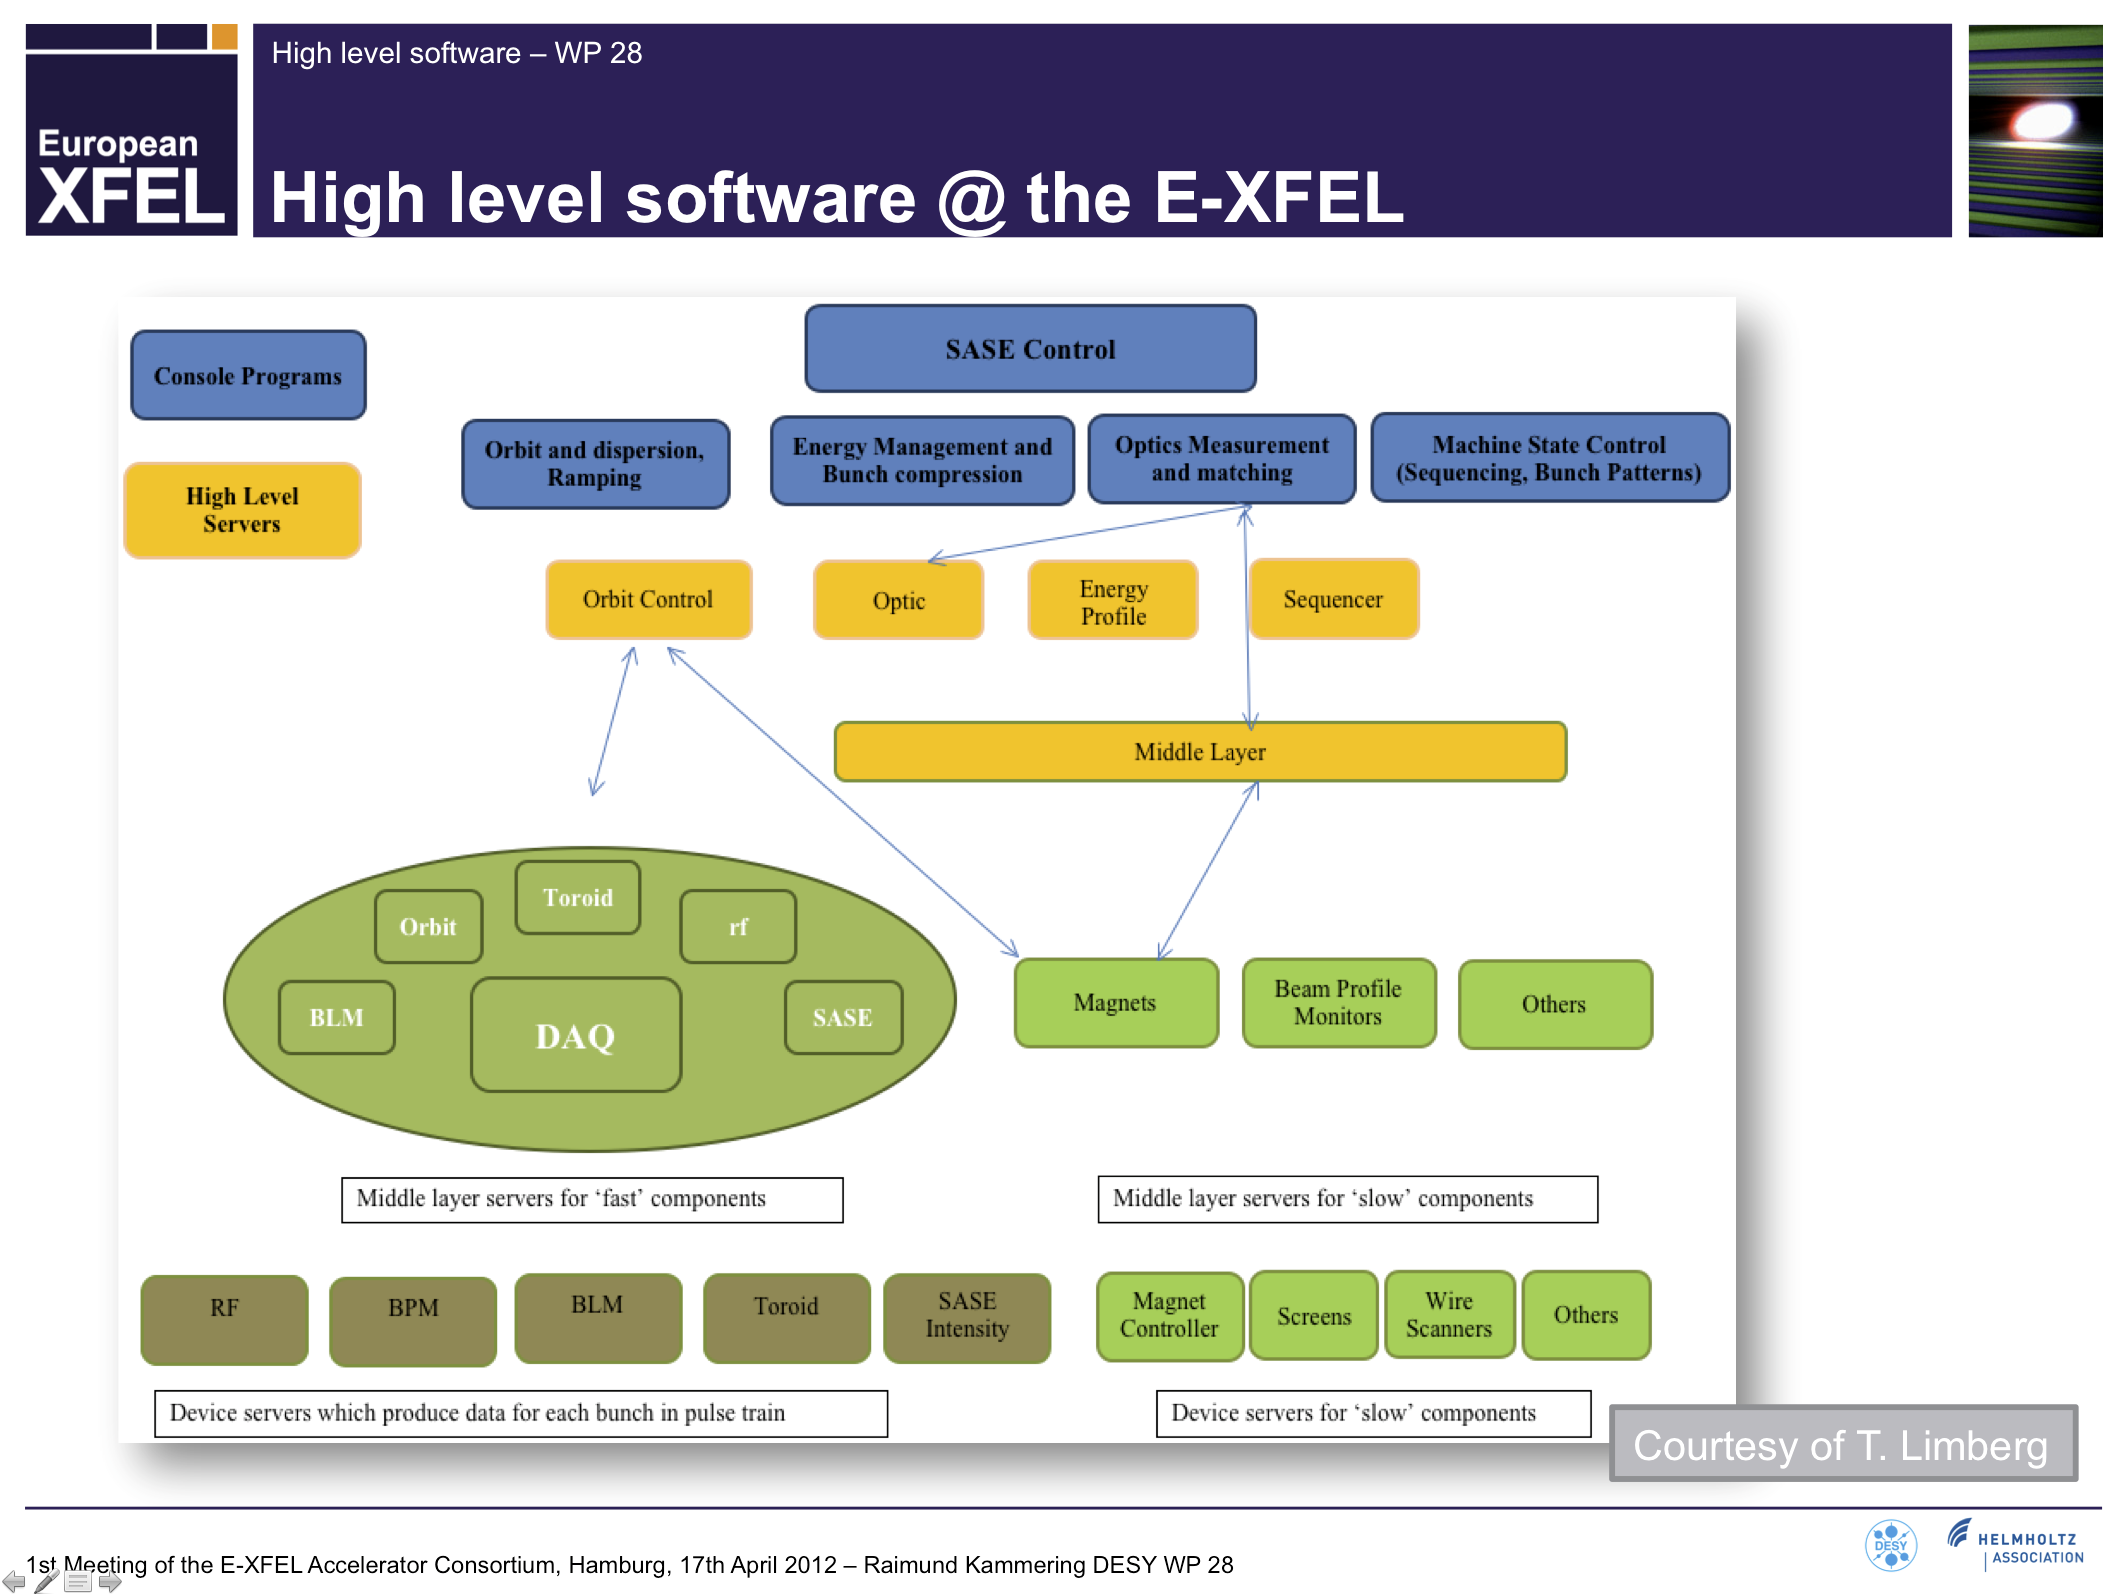 High level software – WP 28
European
XFEL
High level software @ the E-XFEL
SASE Control
Console Programs
Orbit and dispersion,
Ramping
Energy Management and
Bunch compression
Optics Measurement
and matching
Machine State Control
(Sequencing, Bunch Patterns)
High Level
Servers
Orbit Control
Optic
Energy
Profile
Sequencer
Middle Layer
Toroid
Orbit
rf
BLM
DAQ
SASE
Magnets
Beam Profile
Monitors
Others
Middle layer servers for ‘fast’ components
Middle layer servers for ‘slow’ components
RF
BPM
BLM
Toroid
SASE
Intensity
Magnet
Controller
Screens
Wire
Scanners
Others
Device servers which produce data for each bunch in pulse train
Device servers for ‘slow’ components
Courtesy of T. Limberg
1st Meeting of the E-XFEL Accelerator Consortium, Hamburg, 17th April 2012 – Raimund Kammering DESY WP 28
DESY
HELMHOLTZ
ASSOCIATION